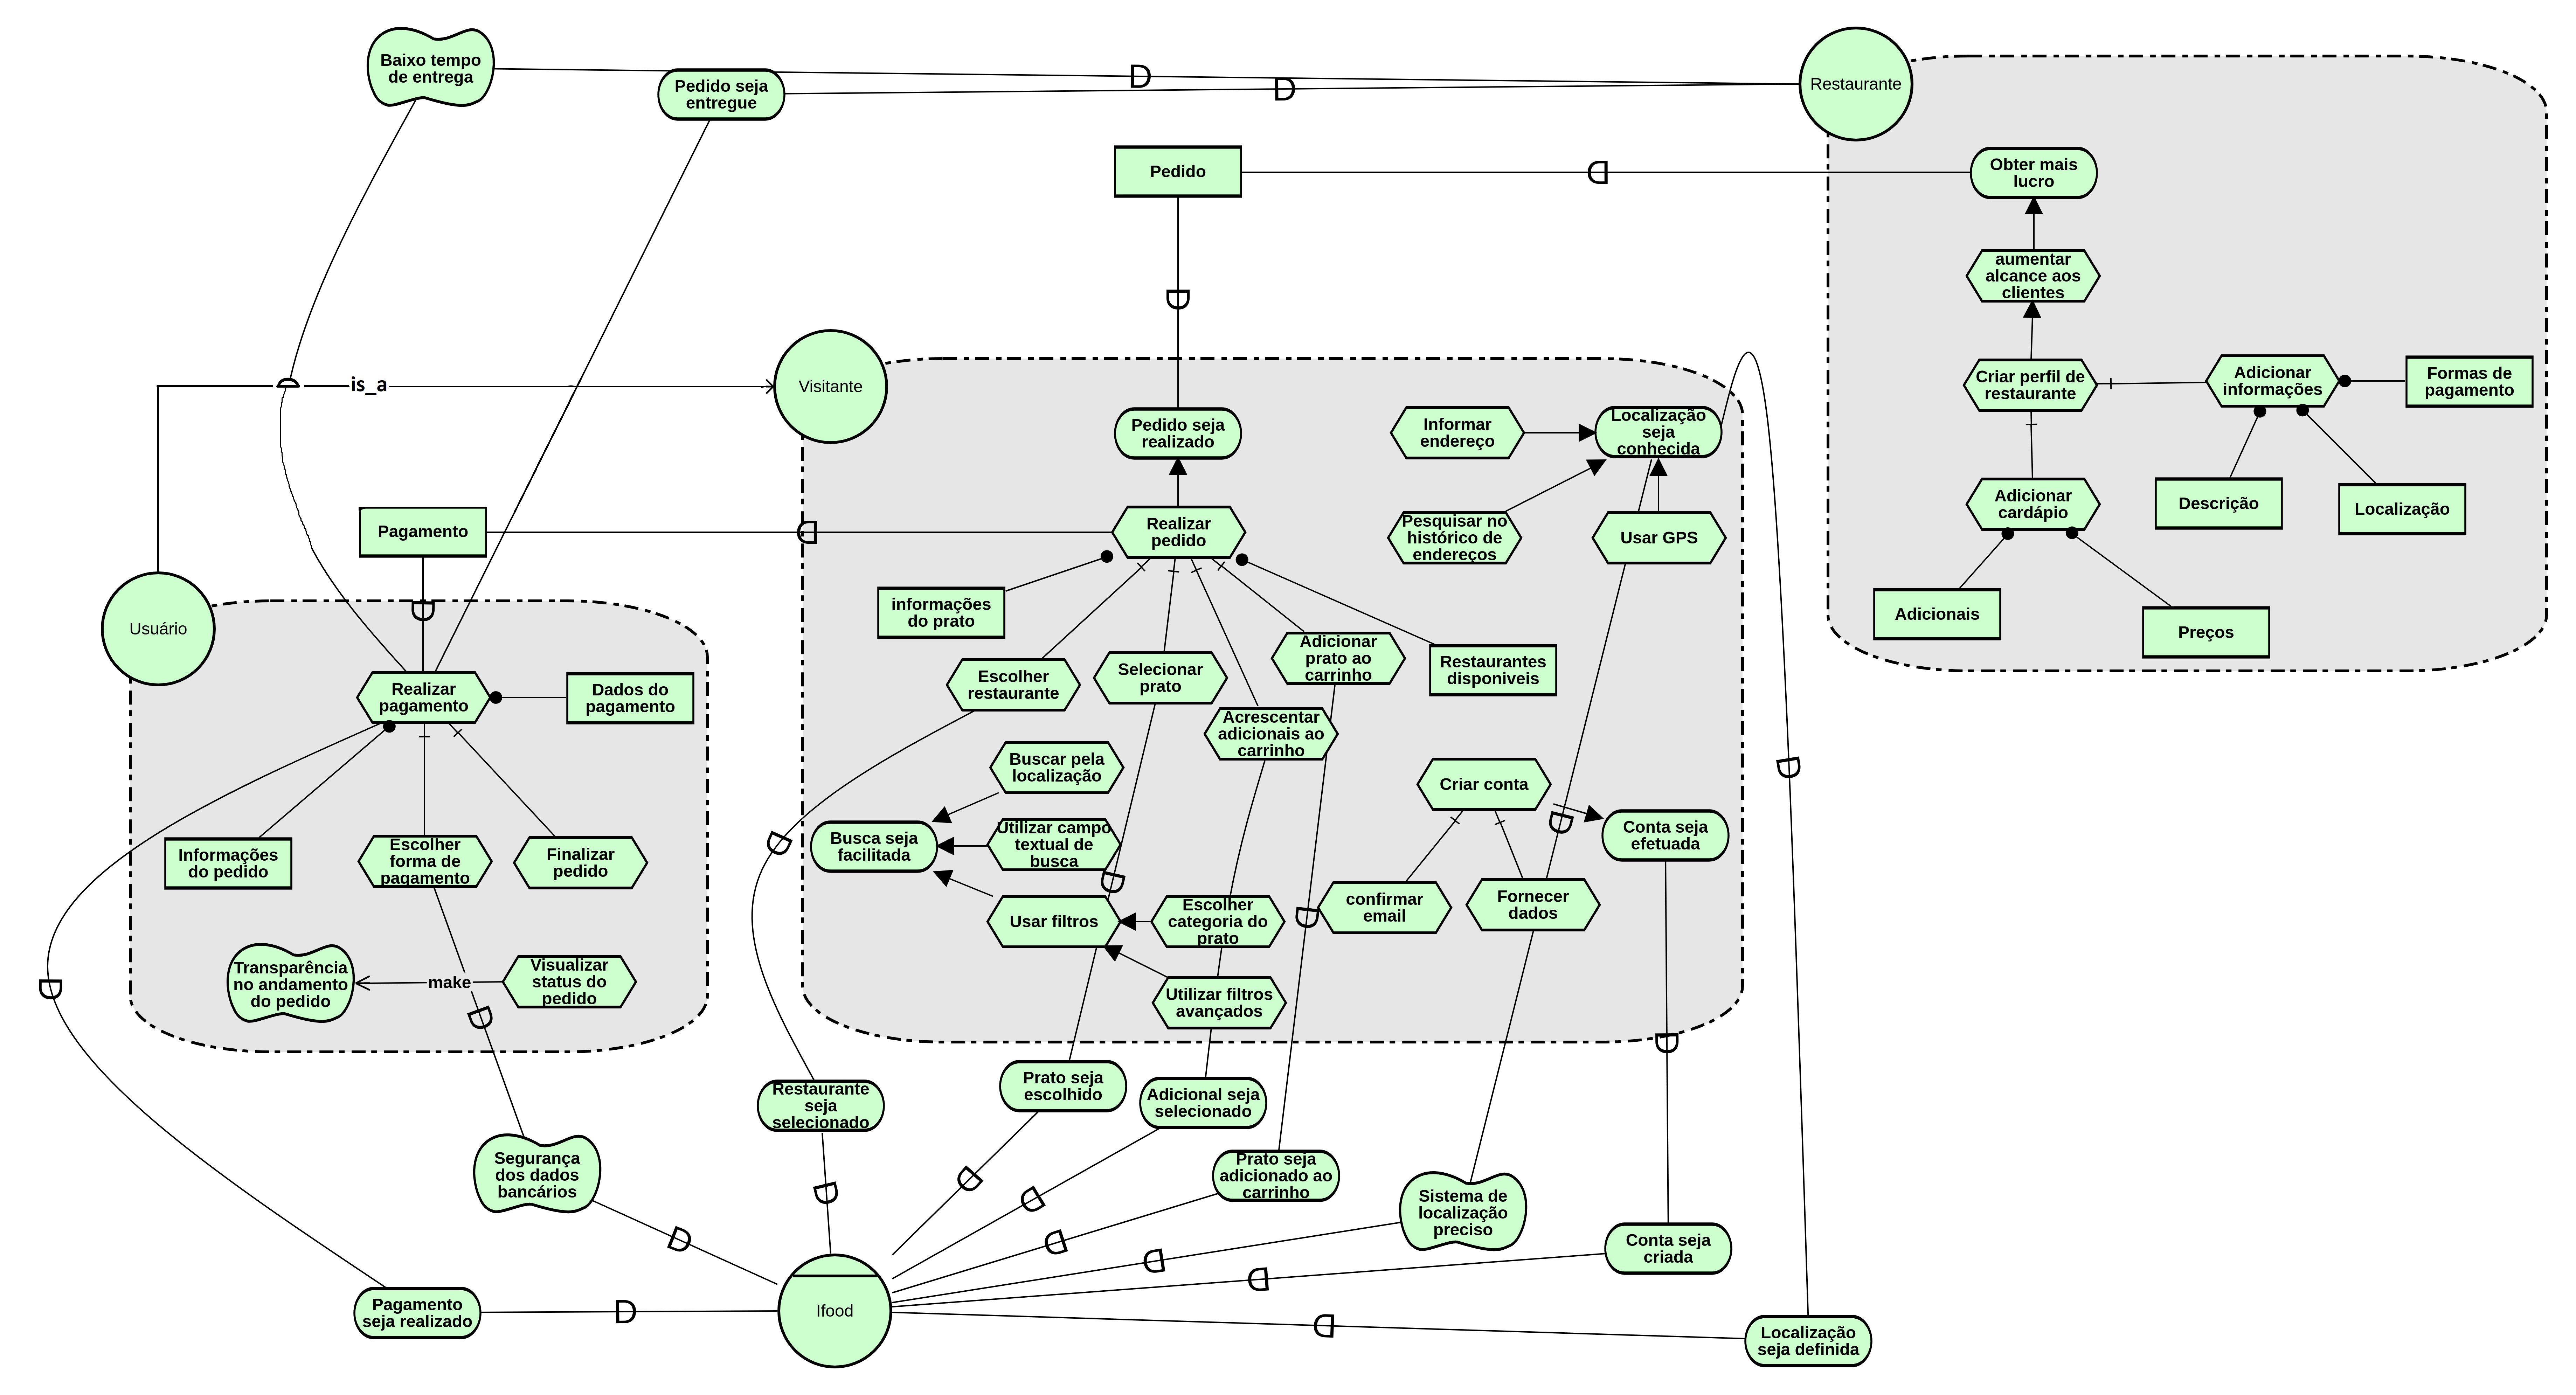 Baixo tempo
de entrega
Pedido seja
entregue
D
D
Restaurante
Pedido
D
Obter mais
lucro
D
aumentar
alcance aos
clientes
Visitante
D
is_a
Criar perfil de
restaurante
Adicionar
informações
Formas de
pagamento
Pedido seja
realizado
Informar
endereço
Localização
seja
conhecida
Adicionar
cardápio
Descrição
Localização
Pagamento
D
Realizar
pedido
Pesquisar no
histórico de
endereços
Usar GPS
Adicionais
Preços
Usuário
D
informações
do prato
Escolher
restaurante
Selecionar
prato
Adicionar
prato ao
carrinho
Restaurantes
disponiveis
Realizar
pagamento
Dados do
pagamento
Acrescentar
adicionais ao
carrinho
Buscar pela
localização
Criar conta
D
D
Busca seja
facilitada
D
Utilizar campo
textual de
busca
D
Conta seja
efetuada
Informações
do pedido
Escolher
forma de
pagamento
Finalizar
pedido
D
Usar filtros
Escolher
categoria do
prato
D
confirmar
email
Fornecer
dados
Transparência
no andamento
do pedido
make
Visualizar
status do
pedido
D
D
Utilizar filtros
avançados
D
Restaurante
seja
selecionado
Prato seja
escolhido
Adicional seja
selecionado
Segurança
dos dados
bancários
D
D
D
D
Prato seja
adicionado ao
carrinho
Sistema de
localização
preciso
D
D
D
Conta seja
criada
Pagamento
seja realizado
D
Ifood
D
Localização
seja definida